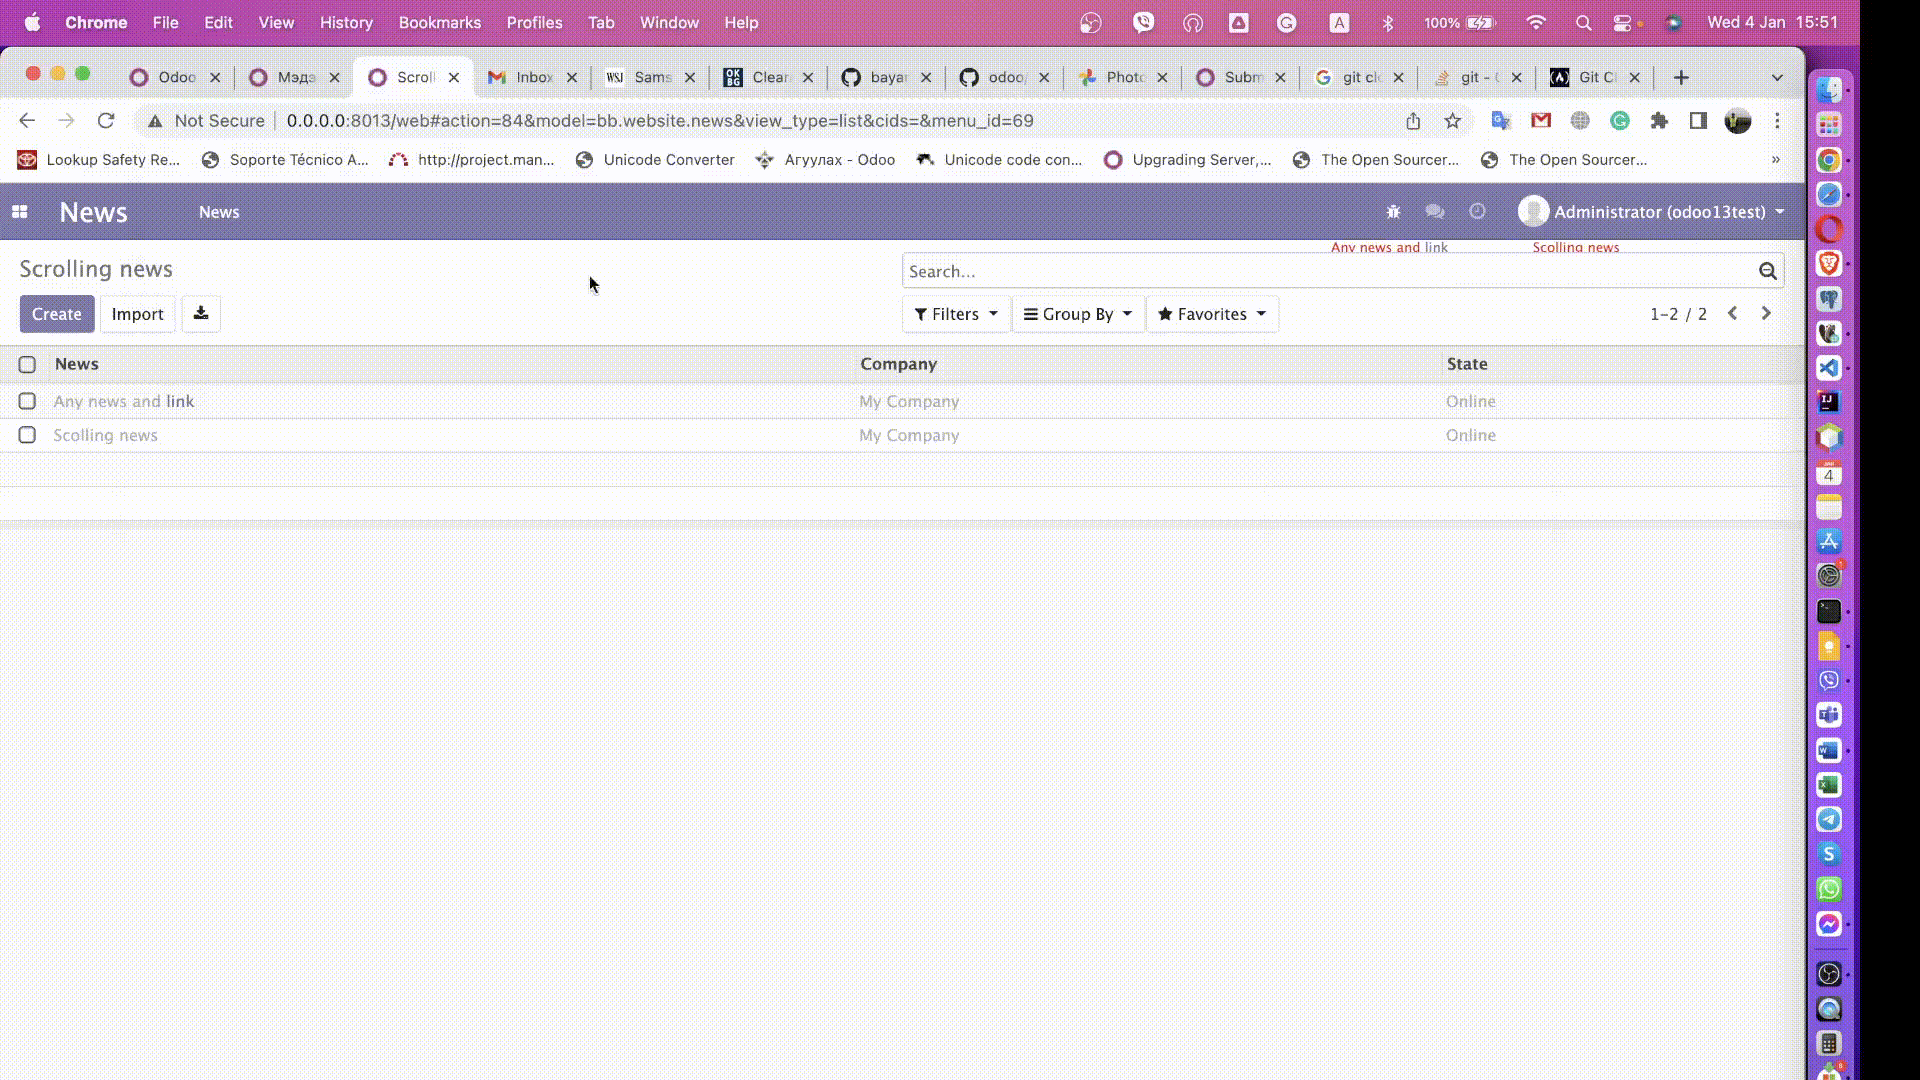 Chrome File Edit View History Bookmarks Profiles Tab Window Help A 100% Wed 4 Jan 15:51
Odoo Мэдэ Scroll Inbox WSJ Sams OK BG Clear bayar odoo/ Photo Subm git cl git - Git Cl
Not Secure 0.0.0.0:8013/web#action=84&model=bb.website.news&view_type=list&cids=&menu_id=69
Lookup Safety Re... Soporte Técnico A... http://project.man... Unicode Converter Агуулах - Odoo Unicode code con... Upgrading Server,... The Open Sourcer... The Open Sourcer... »
News News Administrator (odoo13test)
Any news and link Scolling news
Scrolling news Search...
Create Import Filters Group By Favorites 1-2 / 2
News Company State
Any news and link My Company Online
Scolling news My Company Online